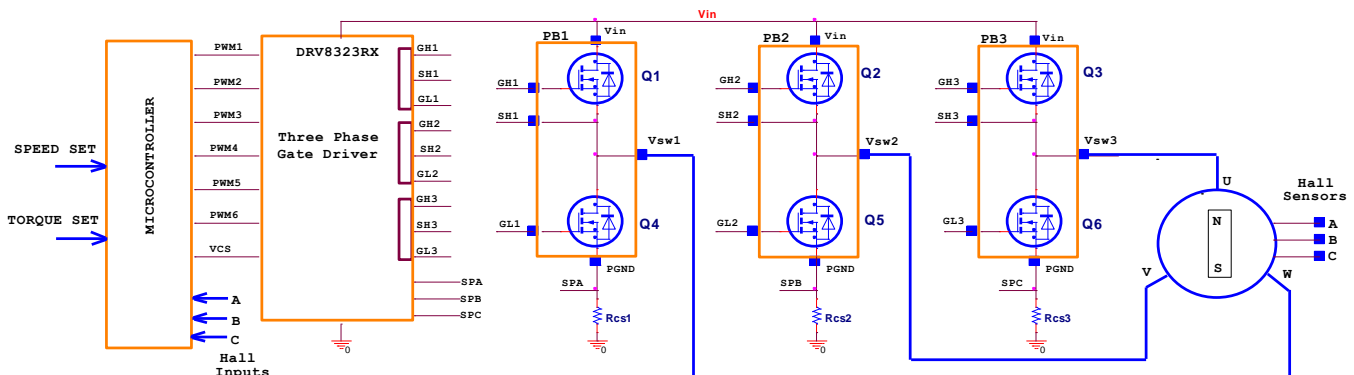 Vin
MICROCONTROLLER
SPEED SET
TORQUE SET
PWM1
PWM2
PWM3
PWM4
PWM5
PWM6
VCS
A
B
C
Hall
Inputs
DRV8323RX
Three Phase
Gate Driver
GH1
SH1
GL1
GH2
SH2
GL2
GH3
SH3
GL3
SPA
SPB
SPC
0
PB1
Vin
Q1
GH1
SH1
Vsw1
GL1
Q4
PGND
SPA
Rcs1
0
PB2
Vin
Q2
GH2
SH2
Vsw2
GL2
Q5
PGND
SPB
Rcs2
0
PB3
Vin
Q3
GH3
SH3
Vsw3
GL3
Q6
PGND
SPC
Rcs3
0
U
N
S
V
W
Hall
Sensors
A
B
C